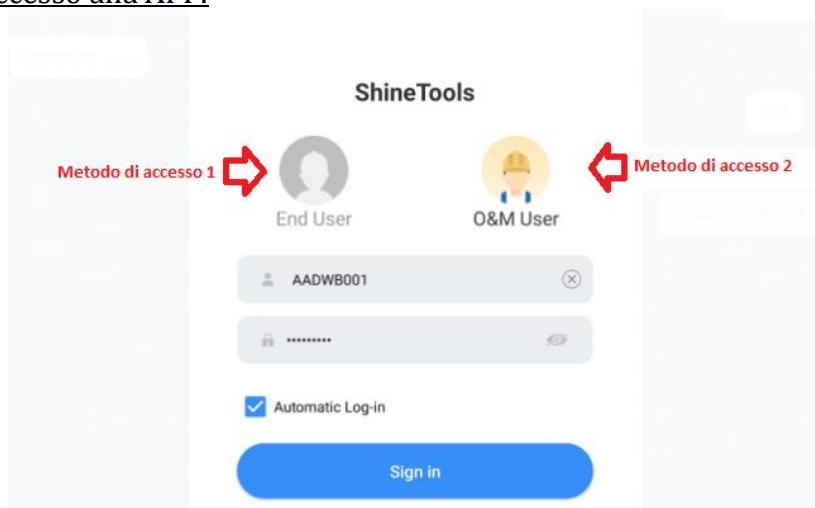 ShineTools
Metodo di accesso 1
Metodo di accesso 2
End User
O&M User
AADWB001
•••••••••
Automatic Log-in
Sign in